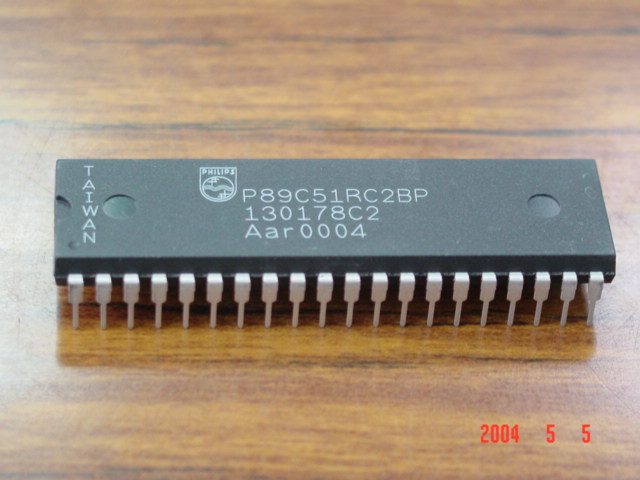 TAIWAN
PHILIPS
P89C51RC2BP
130178C2
Aar0004
2004 5 5